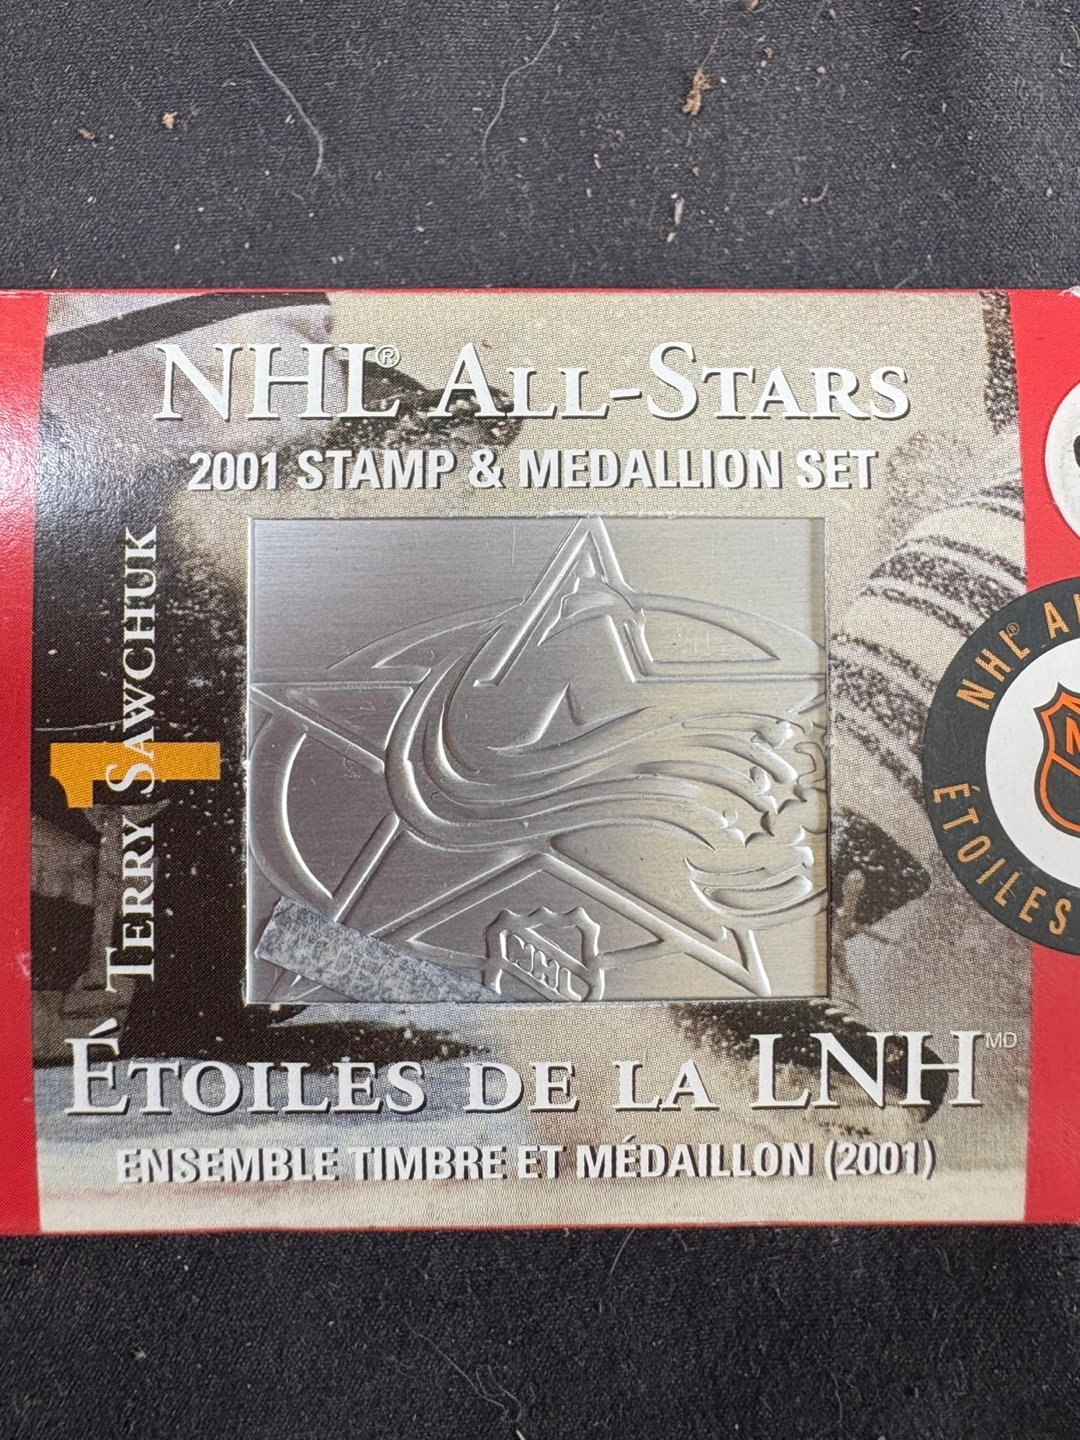 NHL® ALL-STARS
2001 STAMP & MEDALLION SET
TERRY SAWCHUK
1
NHL
ÉTOILES DE LA LNH MD
ENSEMBLE TIMBRE ET MÉDAILLON (2001)
NHL®
ÉTOILES